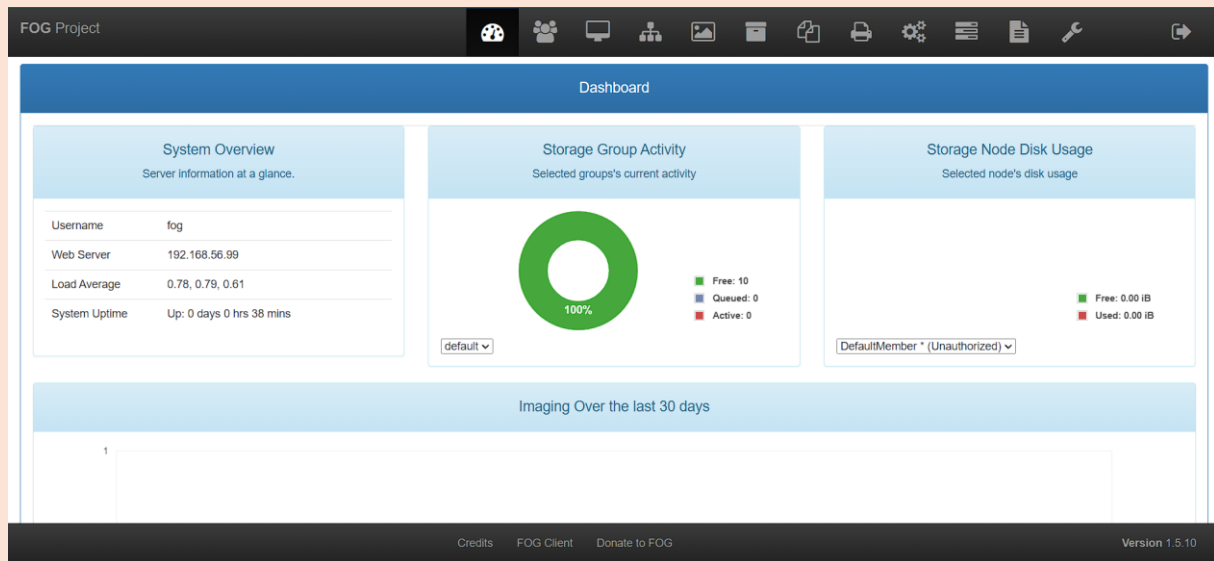 FOG Project
Dashboard
System Overview
Server information at a glance.
Username fog
Web Server 192.168.56.99
Load Average 0.78, 0.79, 0.61
System Uptime Up: 0 days 0 hrs 38 mins
Storage Group Activity
Selected groups's current activity
100%
Free: 10
Queued: 0
Active: 0
default
Storage Node Disk Usage
Selected node's disk usage
Free: 0.00 iB
Used: 0.00 iB
DefaultMember * (Unauthorized)
Imaging Over the last 30 days
1
Credits FOG Client Donate to FOG Version 1.5.10